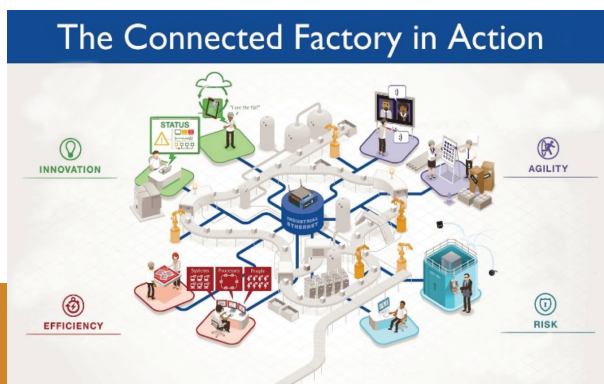 The Connected Factory in Action
"I see the fix!"
STATUS
INNOVATION
AGILITY
INDUSTRIAL
ETHERNET
Systems
Processes
People
EFFICIENCY
RISK